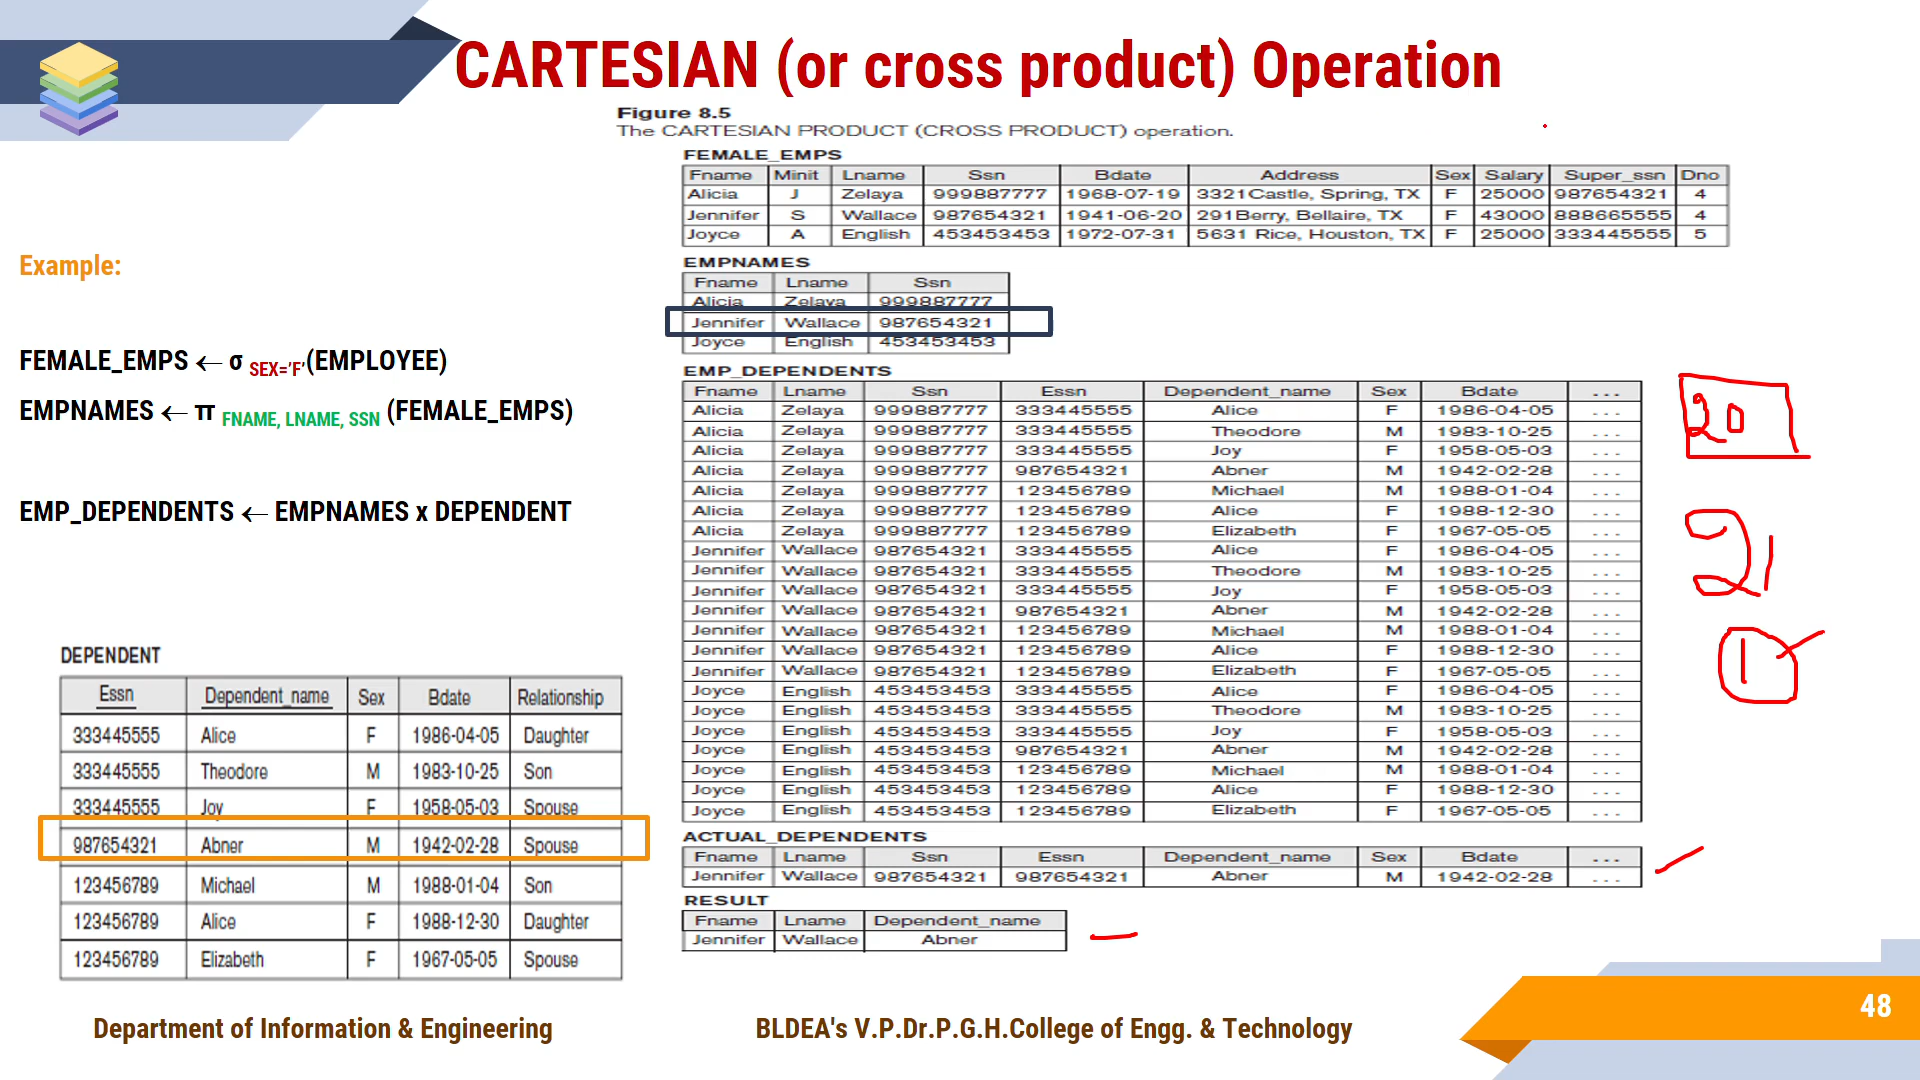 CARTESIAN (or cross product) Operation
Figure 8.5
The CARTESIAN PRODUCT (CROSS PRODUCT) operation.
FEMALE_EMPS
Fname Minit Lname Ssn Bdate Address Sex Salary Super_ssn Dno
Alicia J Zelaya 999887777 1968-07-19 3321Castle, Spring, TX F 25000 987654321 4
Jennifer S Wallace 987654321 1941-06-20 291Berry, Bellaire, TX F 43000 888665555 4
Joyce A English 453453453 1972-07-31 5631 Rice, Houston, TX F 25000 333445555 5
EMPNAMES
Fname Lname Ssn
Alicia Zelaya 999887777
Jennifer Wallace 987654321
Joyce English 453453453
Example:
FEMALE_EMPS ← σ SEX='F'(EMPLOYEE)
EMPNAMES ← π FNAME, LNAME, SSN (FEMALE_EMPS)
EMP_DEPENDENTS ← EMPNAMES x DEPENDENT
EMP_DEPENDENTS
Fname Lname Ssn Essn Dependent_name Sex Bdate ...
Alicia Zelaya 999887777 333445555 Alice F 1986-04-05 ...
Alicia Zelaya 999887777 333445555 Theodore M 1983-10-25 ...
Alicia Zelaya 999887777 333445555 Joy F 1958-05-03 ...
Alicia Zelaya 999887777 987654321 Abner M 1942-02-28 ...
Alicia Zelaya 999887777 123456789 Michael M 1988-01-04 ...
Alicia Zelaya 999887777 123456789 Alice F 1988-12-30 ...
Alicia Zelaya 999887777 123456789 Elizabeth F 1967-05-05 ...
Jennifer Wallace 987654321 333445555 Alice F 1986-04-05 ...
Jennifer Wallace 987654321 333445555 Theodore M 1983-10-25 ...
Jennifer Wallace 987654321 333445555 Joy F 1958-05-03 ...
Jennifer Wallace 987654321 987654321 Abner M 1942-02-28 ...
Jennifer Wallace 987654321 123456789 Michael M 1988-01-04 ...
Jennifer Wallace 987654321 123456789 Alice F 1988-12-30 ...
Jennifer Wallace 987654321 123456789 Elizabeth F 1967-05-05 ...
Joyce English 453453453 333445555 Alice F 1986-04-05 ...
Joyce English 453453453 333445555 Theodore M 1983-10-25 ...
Joyce English 453453453 333445555 Joy F 1958-05-03 ...
Joyce English 453453453 987654321 Abner M 1942-02-28 ...
Joyce English 453453453 123456789 Michael M 1988-01-04 ...
Joyce English 453453453 123456789 Alice F 1988-12-30 ...
Joyce English 453453453 123456789 Elizabeth F 1967-05-05 ...
20
21
1
DEPENDENT
Essn Dependent_name Sex Bdate Relationship
333445555 Alice F 1986-04-05 Daughter
333445555 Theodore M 1983-10-25 Son
333445555 Joy F 1958-05-03 Spouse
987654321 Abner M 1942-02-28 Spouse
123456789 Michael M 1988-01-04 Son
123456789 Alice F 1988-12-30 Daughter
123456789 Elizabeth F 1967-05-05 Spouse
ACTUAL_DEPENDENTS
Fname Lname Ssn Essn Dependent_name Sex Bdate ...
Jennifer Wallace 987654321 987654321 Abner M 1942-02-28 ...
RESULT
Fname Lname Dependent_name
Jennifer Wallace Abner
Department of Information & Engineering
BLDEA's V.P.Dr.P.G.H.College of Engg. & Technology
48